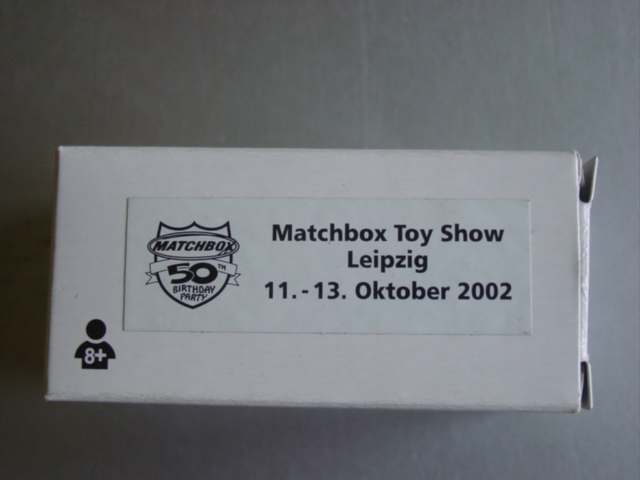 MATCHBOX
50TH
BIRTHDAY
PARTY
Matchbox Toy Show
Leipzig
11. - 13. Oktober 2002
8+